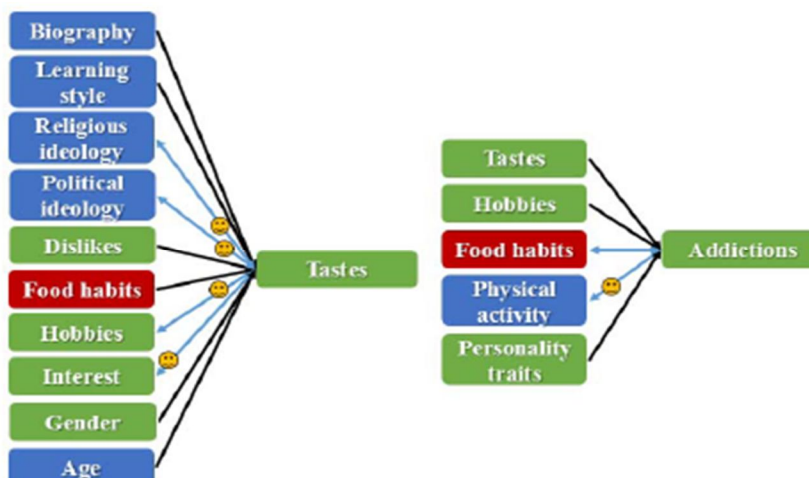 Biography
Learning
style
Religious
ideology
Political
ideology
Dislikes
Food habits
Hobbies
Interest
Gender
Age
Tastes
Tastes
Hobbies
Food habits
Physical
activity
Personality
traits
Addictions